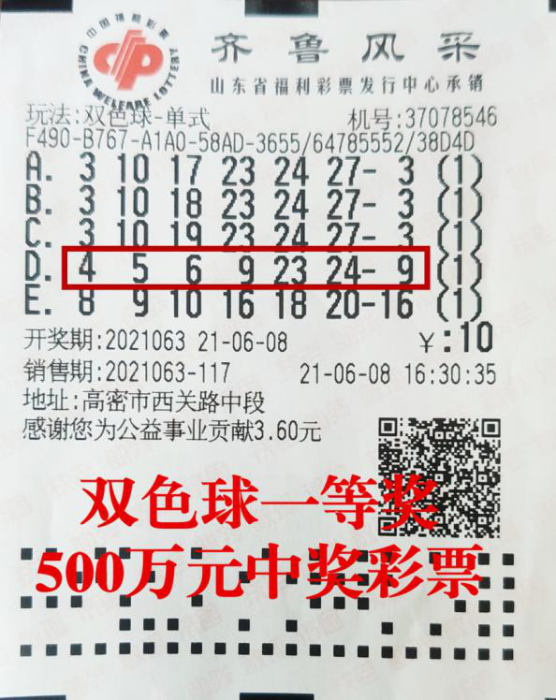 中国福利彩票
CHINA WELFARE LOTTERY
齐鲁风采
山东省福利彩票发行中心承销
玩法:双色球-单式 机号:37078546
F490-B767-A1A0-58AD-3655/64785552/38D4D
A. 3 10 17 23 24 27- 3 (1)
B. 3 10 18 23 24 27- 3 (1)
C. 3 10 19 23 24 27- 3 (1)
D. 4 5 6 9 23 24- 9 (1)
E. 8 9 10 16 18 20-16 (1)
开奖期:2021063 21-06-08 ￥:10
销售期:2021063-117 21-06-08 16:30:35
地址:高密市西关路中段
感谢您为公益事业贡献3.60元
双色球一等奖
500万元中奖彩票